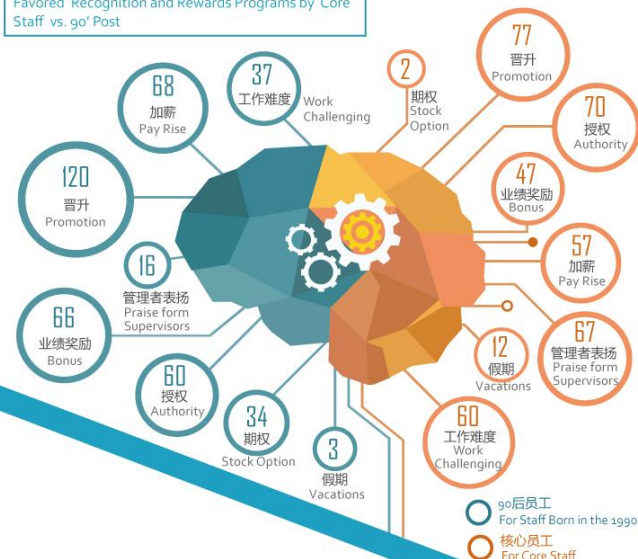 Favored Recognition and Rewards Programs by Core
Staff vs. 90' Post
68
加薪
Pay Rise
37
工作难度
Work
Challenging
2
期权
Stock
Option
77
晋升
Promotion
70
授权
Authority
120
晋升
Promotion
47
业绩奖励
Bonus
16
管理者表扬
Praise form
Supervisors
57
加薪
Pay Rise
66
业绩奖励
Bonus
12
假期
Vacations
67
管理者表扬
Praise form
Supervisors
60
授权
Authority
34
期权
Stock Option
3
假期
Vacations
60
工作难度
Work
Challenging
90后员工
For Staff Born in the 1990
核心员工
For Core Staff